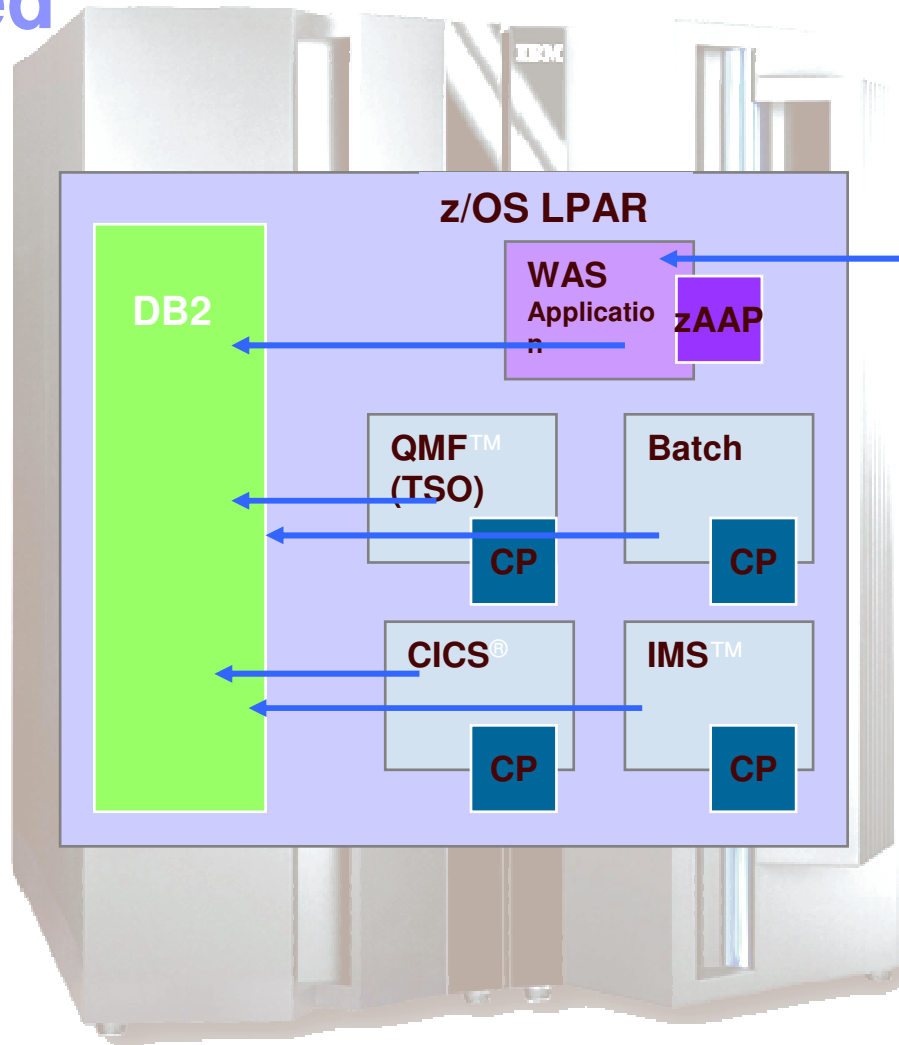 ed
IBM
z/OS LPAR
DB2
WAS
Applicatio
n
zAAP
QMF™
(TSO)
CP
Batch
CP
CICS®
CP
IMS™
CP